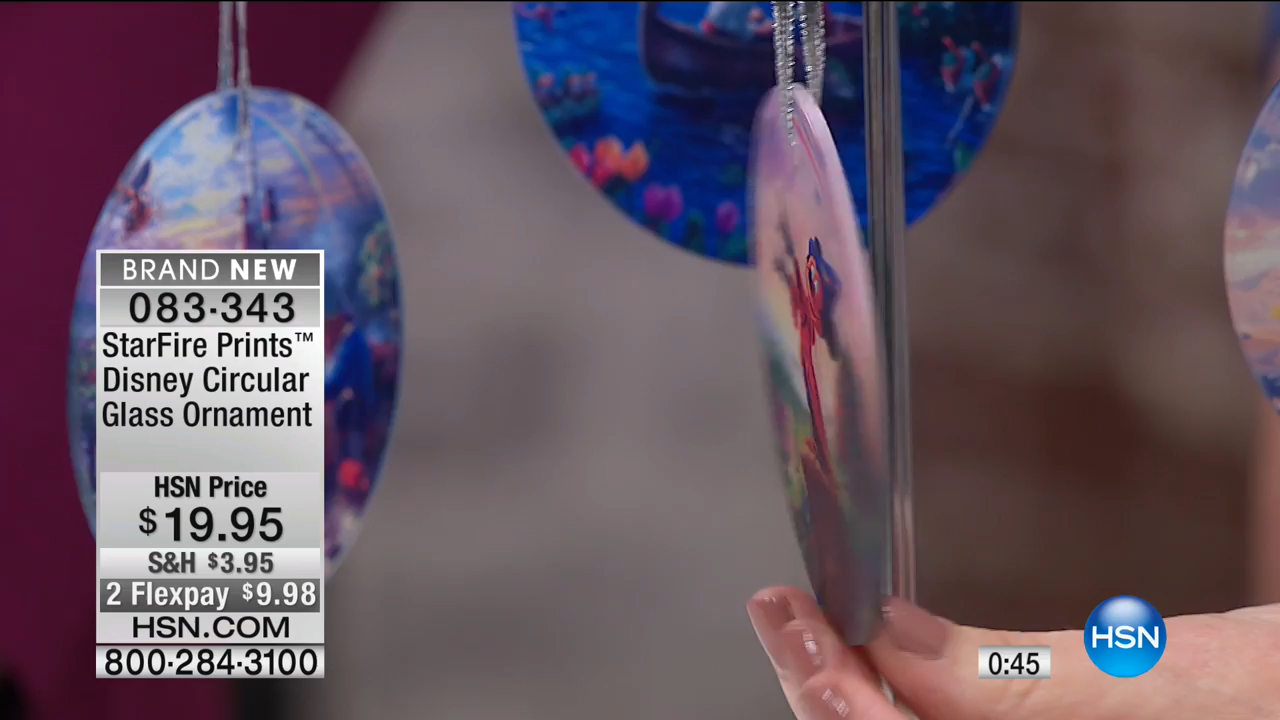 BRAND NEW
083·343
StarFire Prints™
Disney Circular
Glass Ornament
HSN Price
$19.95
S&H $3.95
2 Flexpay $9.98
HSN.COM
800·284·3100
0:45
HSN